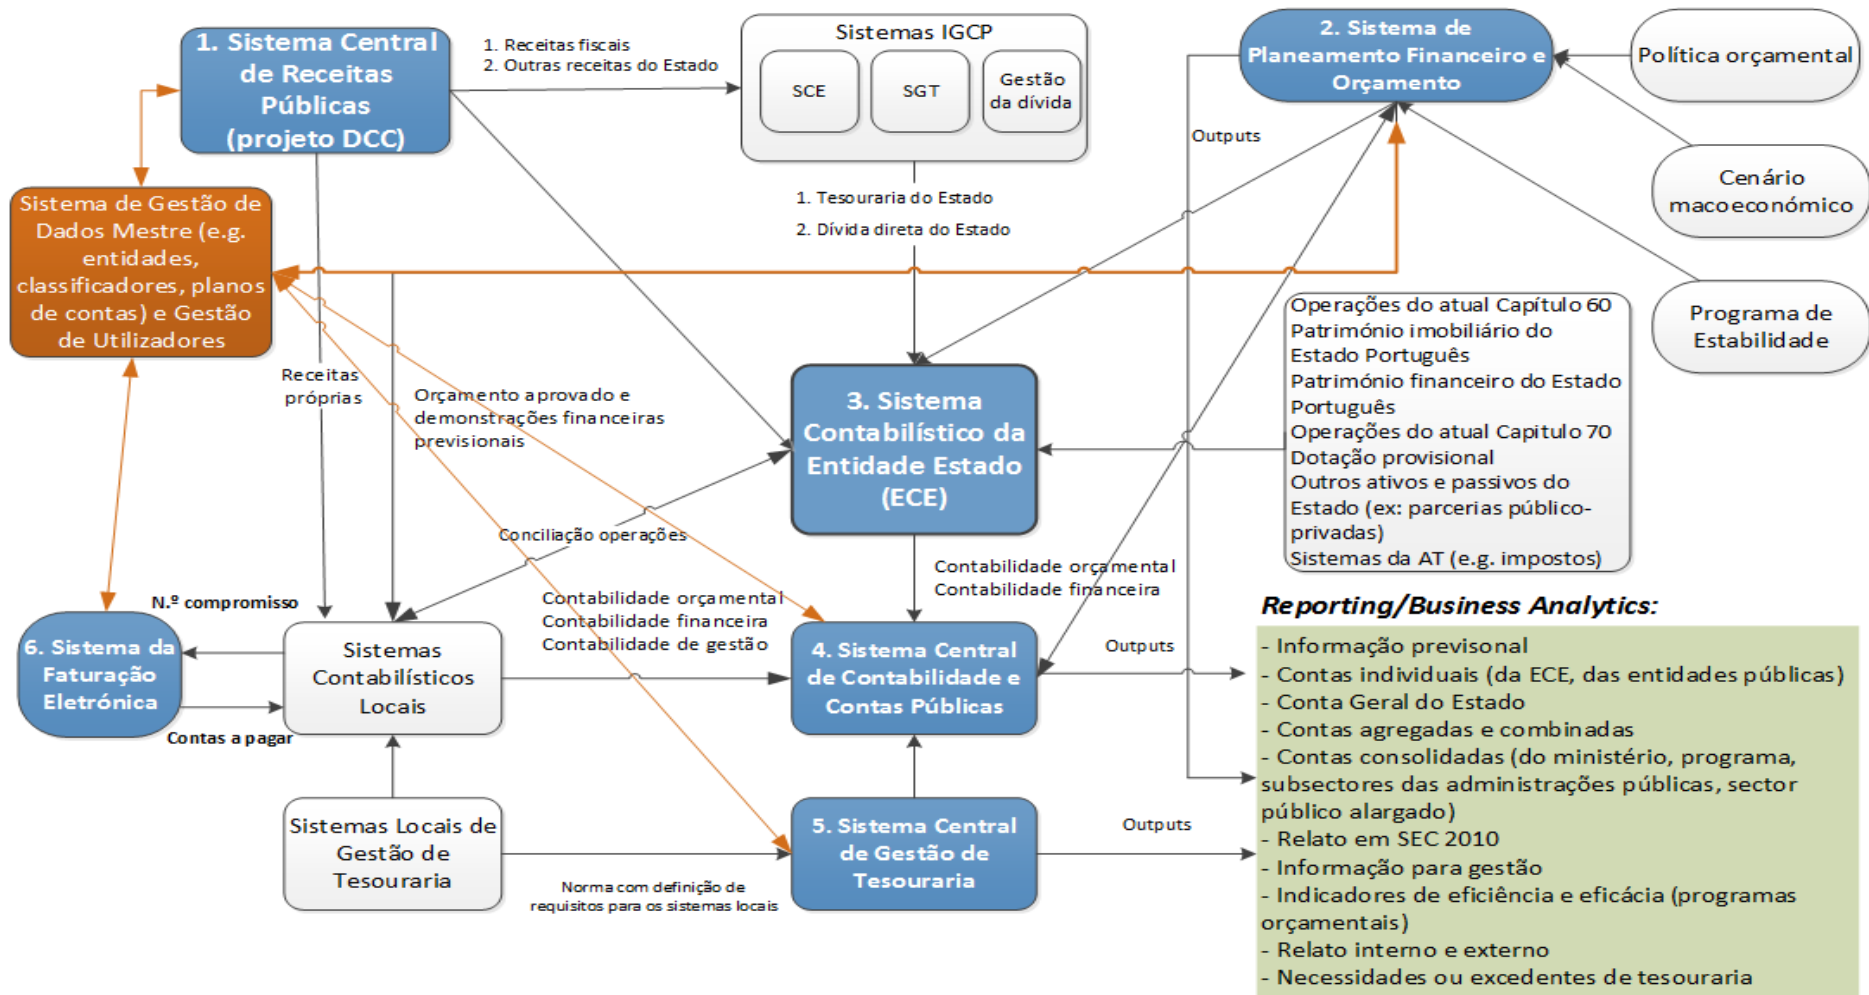 1. Sistema Central
de Receitas
Públicas
(projeto DCC)
1. Receitas fiscais
2. Outras receitas do Estado
Sistemas IGCP
SCE
SGT
Gestão
da dívida
2. Sistema de
Planeamento Financeiro e
Orçamento
Política orçamental
Outputs
Cenário
macoeconómico
Programa de
Estabilidade
Sistema de Gestão de
Dados Mestre (e.g.
entidades,
classificadores, planos
de contas) e Gestão
de Utilizadores
1. Tesouraria do Estado
2. Dívida direta do Estado
Receitas
próprias
Orçamento aprovado e
demonstrações financeiras
previsionais
3. Sistema
Contabilístico da
Entidade Estado
(ECE)
Operações do atual Capítulo 60
Património imobiliário do
Estado Português
Património financeiro do Estado
Português
Operações do atual Capitulo 70
Dotação provisional
Outros ativos e passivos do
Estado (ex: parcerias público-
privadas)
Sistemas da AT (e.g. impostos)
Conciliação operações
Contabilidade orçamental
Contabilidade financeira
Contabilidade orçamental
Contabilidade financeira
Contabilidade de gestão
N.º compromisso
6. Sistema da
Faturação
Eletrónica
Contas a pagar
Sistemas
Contabilísticos
Locais
4. Sistema Central
de Contabilidade e
Contas Públicas
Outputs
Sistemas Locais de
Gestão de
Tesouraria
Norma com definição de
requisitos para os sistemas locais
5. Sistema Central
de Gestão de
Tesouraria
Outputs
Reporting/Business Analytics:
- Informação previsonal
- Contas individuais (da ECE, das entidades públicas)
- Conta Geral do Estado
- Contas agregadas e combinadas
- Contas consolidadas (do ministério, programa,
subsectores das administrações públicas, sector
público alargado)
- Relato em SEC 2010
- Informação para gestão
- Indicadores de eficiência e eficácia (programas
orçamentais)
- Relato interno e externo
- Necessidades ou excedentes de tesouraria